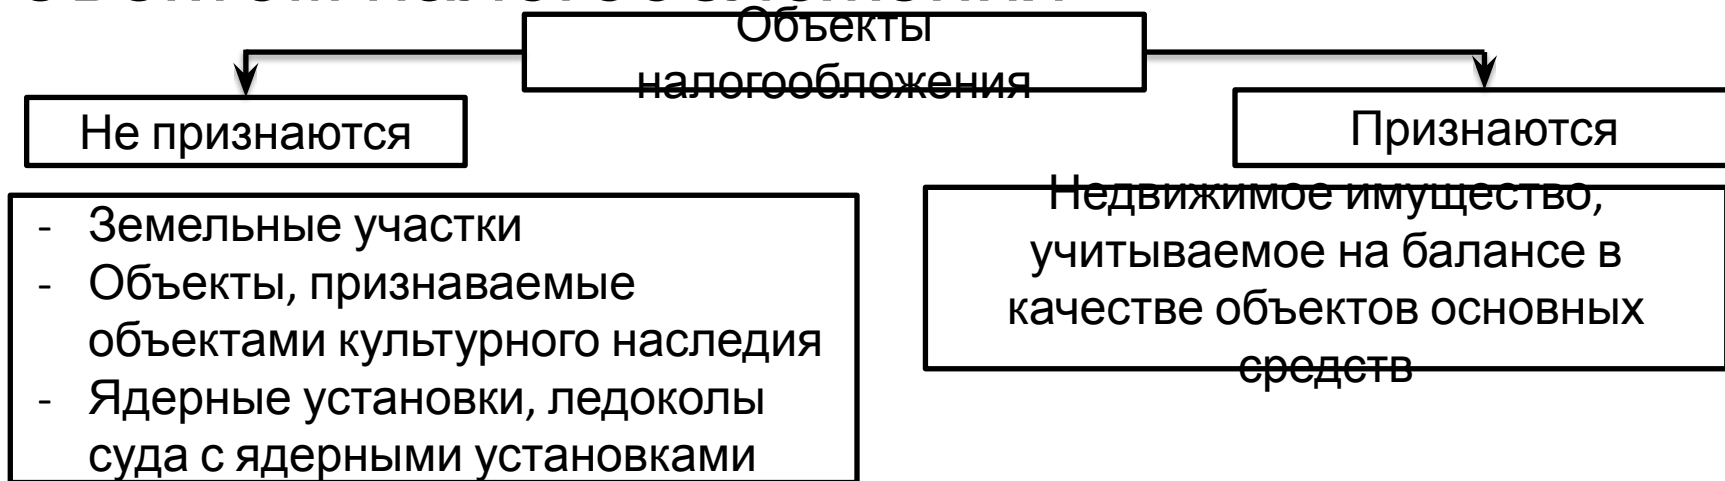 Объекты
налогообложения
Не признаются
Признаются
- Земельные участки
- Объекты, признаваемые
объектами культурного наследия
- Ядерные установки, ледоколы
суда с ядерными установками
Недвижимое имущество,
учитываемое на балансе в
качестве объектов основных
средств